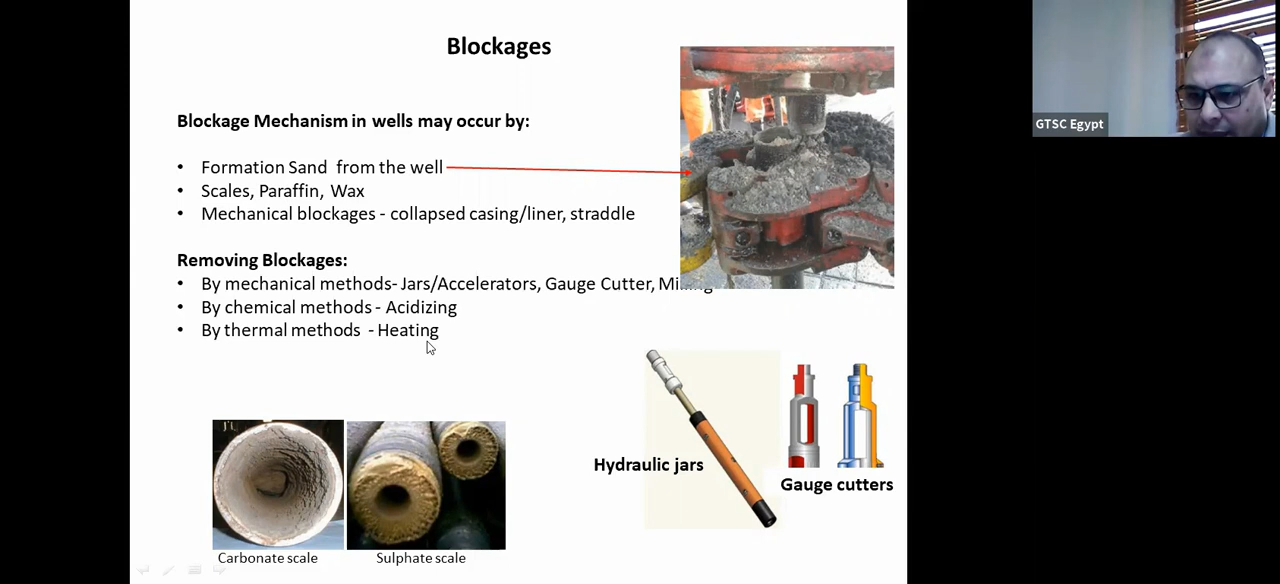 Blockages
GTSC Egypt
Blockage Mechanism in wells may occur by:
• Formation Sand from the well
• Scales, Paraffin, Wax
• Mechanical blockages - collapsed casing/liner, straddle
Removing Blockages:
• By mechanical methods- Jars/Accelerators, Gauge Cutter, Milling
• By chemical methods - Acidizing
• By thermal methods - Heating
Hydraulic jars
Gauge cutters
Carbonate scale
Sulphate scale